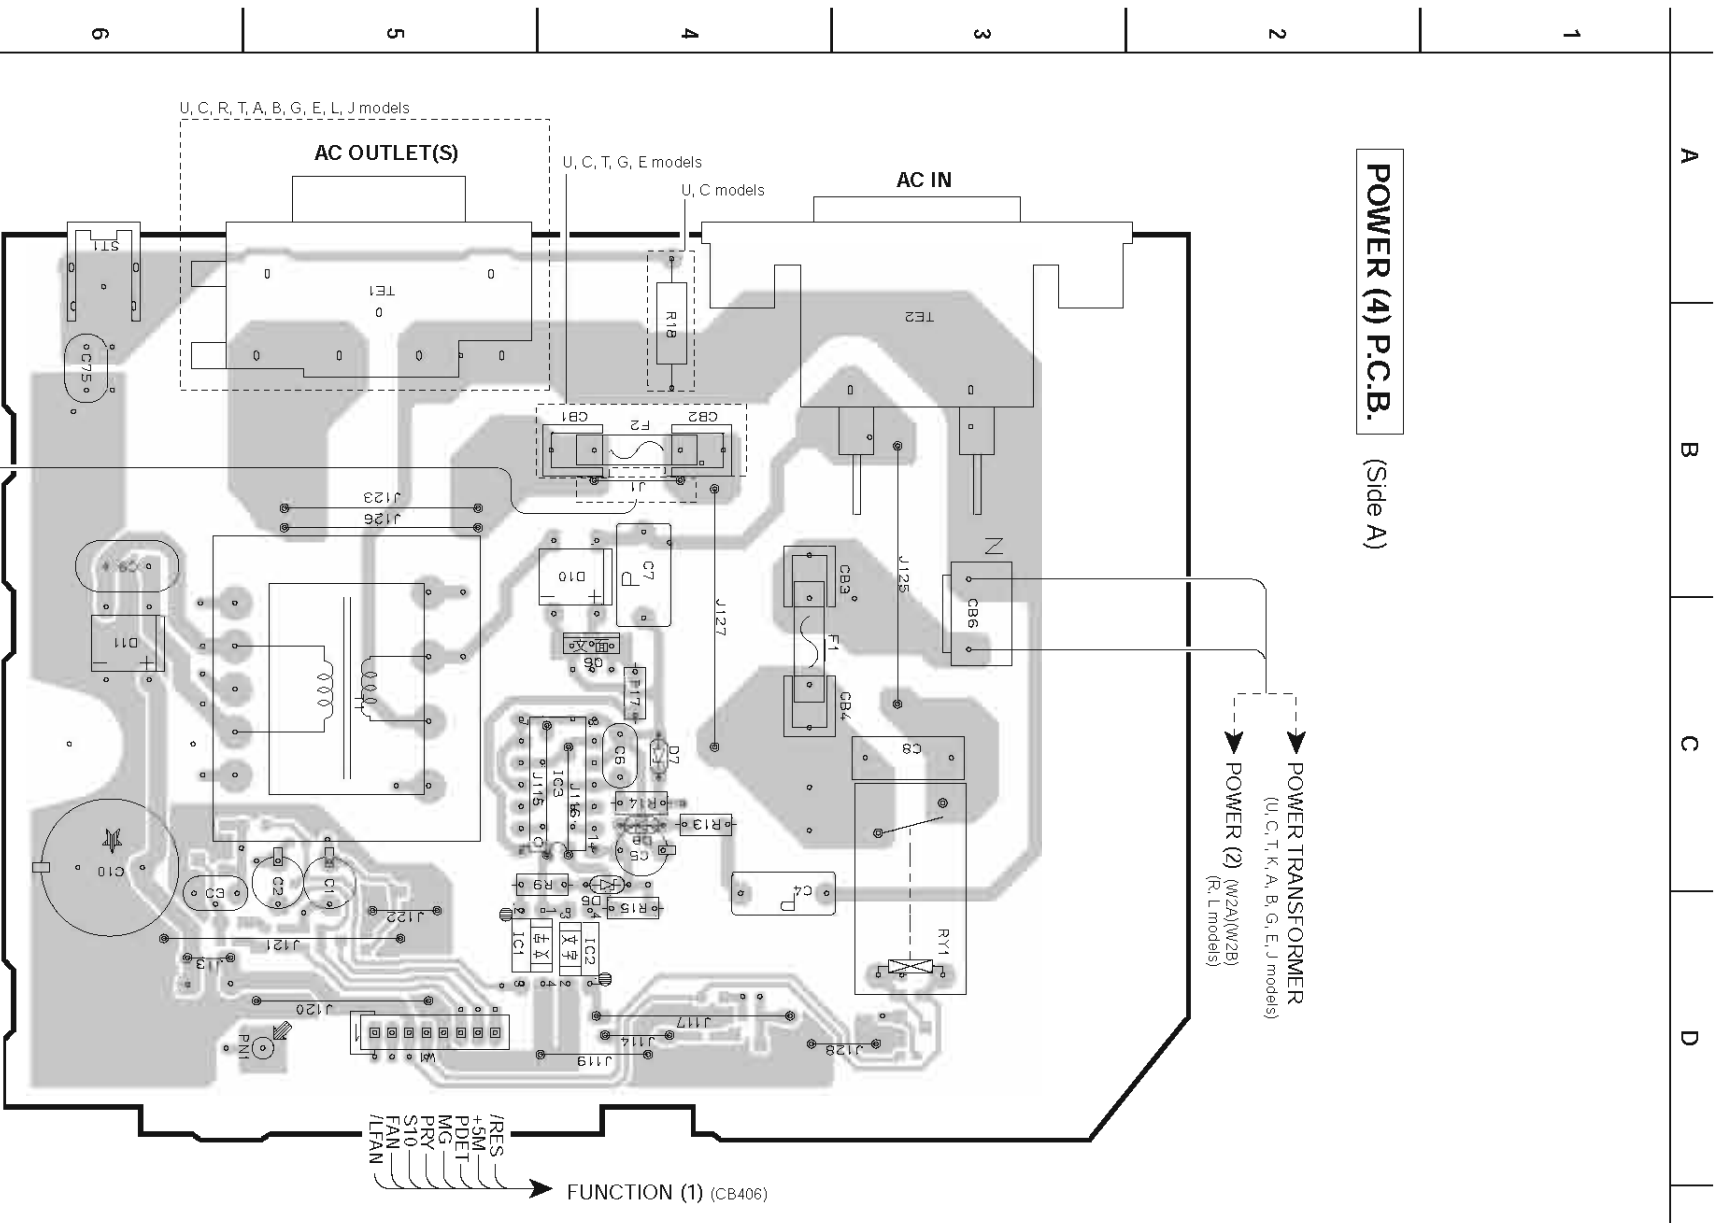 6
5
4
3
2
1
A
B
C
D
POWER (4) P.C.B.
(Side A)
U, C, R, T, A, B, G, E, L, J models
AC OUTLET(S)
U, C, T, G, E models
U, C models
AC IN
ST1
TE1
R18
TE2
C75
CB1
F2
CB2
J1
J123
J126
C9
D10
C7
P
J127
CB3
J125
N
CB6
D11
Q6
F1
R17
CB4
C6
D7
C8
IC3
J115
J116
R14
R13
D8
C5
C10
C3
C2
C1
R9
D6
R15
C4
P
J122
J121
J13
IC1
IC2
RY1
J120
J117
J114
J119
J128
PN1
W1
POWER TRANSFORMER
(U, C, T, K, A, B, G, E, J models)
POWER (2) (W2A)(W2B)
(R, L models)
/RES
+5M
PDET
MG
PRY
S10
FAN
/LFAN
FUNCTION (1) (CB406)